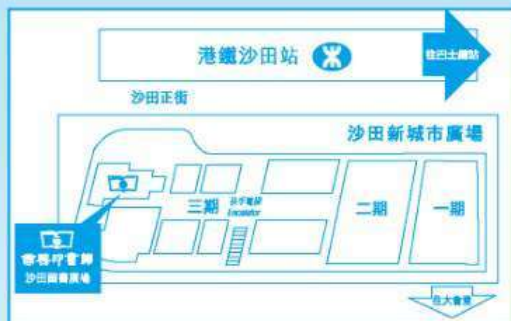 港鐵沙田站
往巴士總站
沙田正街
沙田新城市廣場
三期
扶手電梯
Escalator
二期
一期
商務印書館
沙田圖書廣場
往大會堂